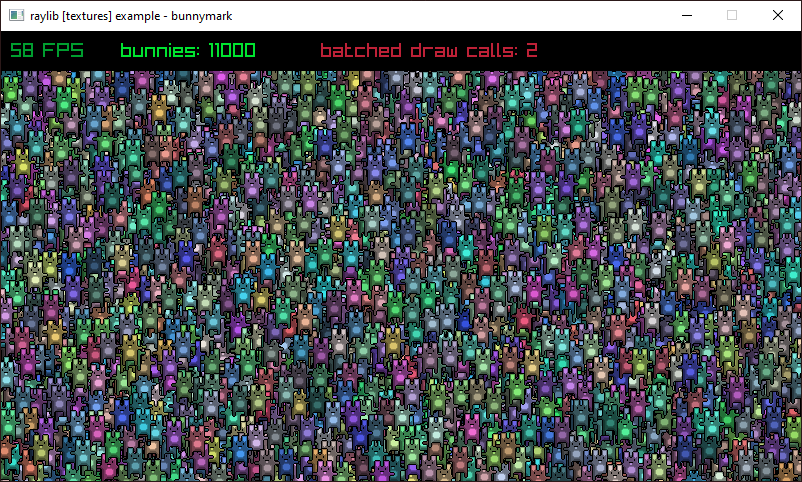 raylib [textures] example - bunnymark
58 FPS bunnies: 11000 batched draw calls: 2